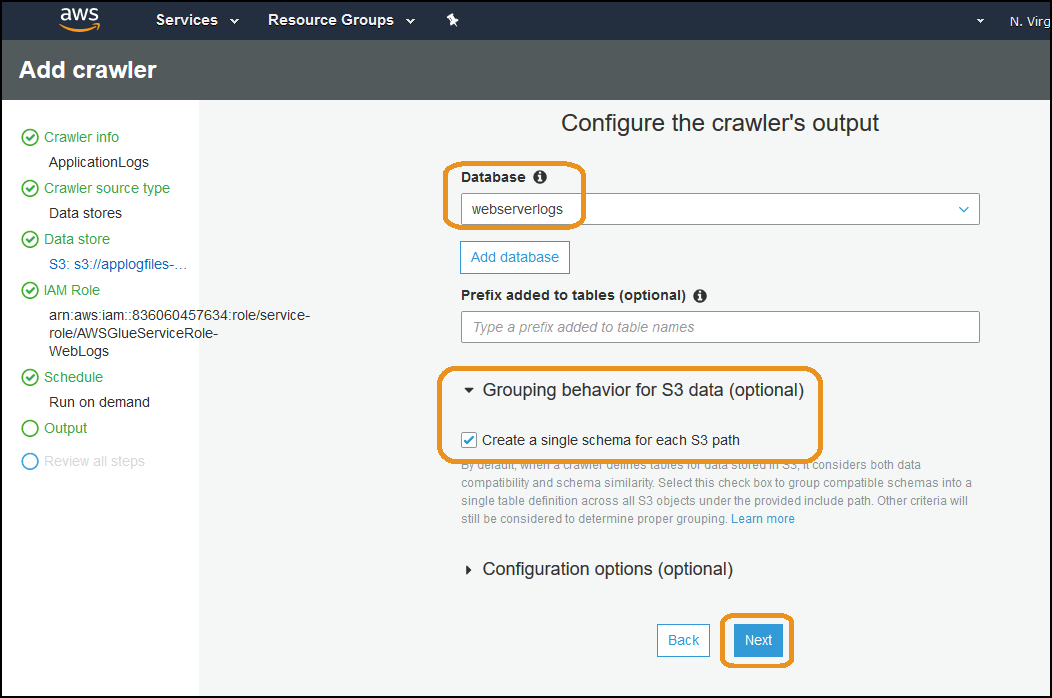 aws Services Resource Groups N. Virg
Add crawler
Crawler info
ApplicationLogs
Crawler source type
Data stores
Data store
S3: s3://applogfiles-...
IAM Role
arn:aws:iam::836060457634:role/service-
role/AWSGlueServiceRole-
WebLogs
Schedule
Run on demand
Output
Review all steps
Configure the crawler's output
Database
webserverlogs
Add database
Prefix added to tables (optional)
Type a prefix added to table names
Grouping behavior for S3 data (optional)
Create a single schema for each S3 path
By default, when a crawler defines tables for data stored in S3, it considers both data
compatibility and schema similarity. Select this check box to group compatible schemas into a
single table definition across all S3 objects under the provided include path. Other criteria will
still be considered to determine proper grouping. Learn more
Configuration options (optional)
Back Next